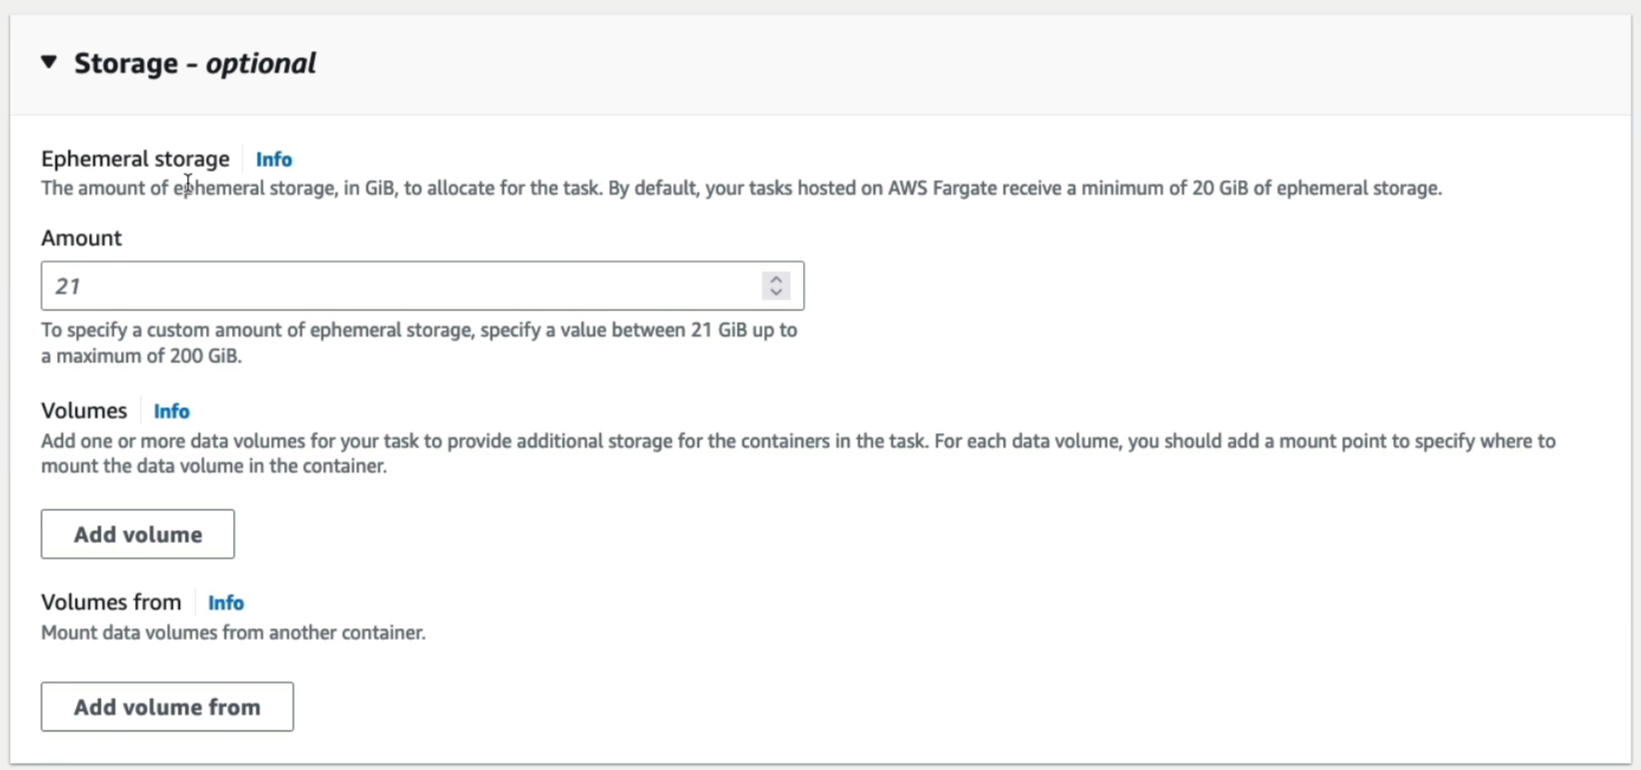 Storage - optional
Ephemeral storage Info
The amount of ephemeral storage, in GiB, to allocate for the task. By default, your tasks hosted on AWS Fargate receive a minimum of 20 GiB of ephemeral storage.
Amount
21
To specify a custom amount of ephemeral storage, specify a value between 21 GiB up to
a maximum of 200 GiB.
Volumes Info
Add one or more data volumes for your task to provide additional storage for the containers in the task. For each data volume, you should add a mount point to specify where to
mount the data volume in the container.
Add volume
Volumes from Info
Mount data volumes from another container.
Add volume from